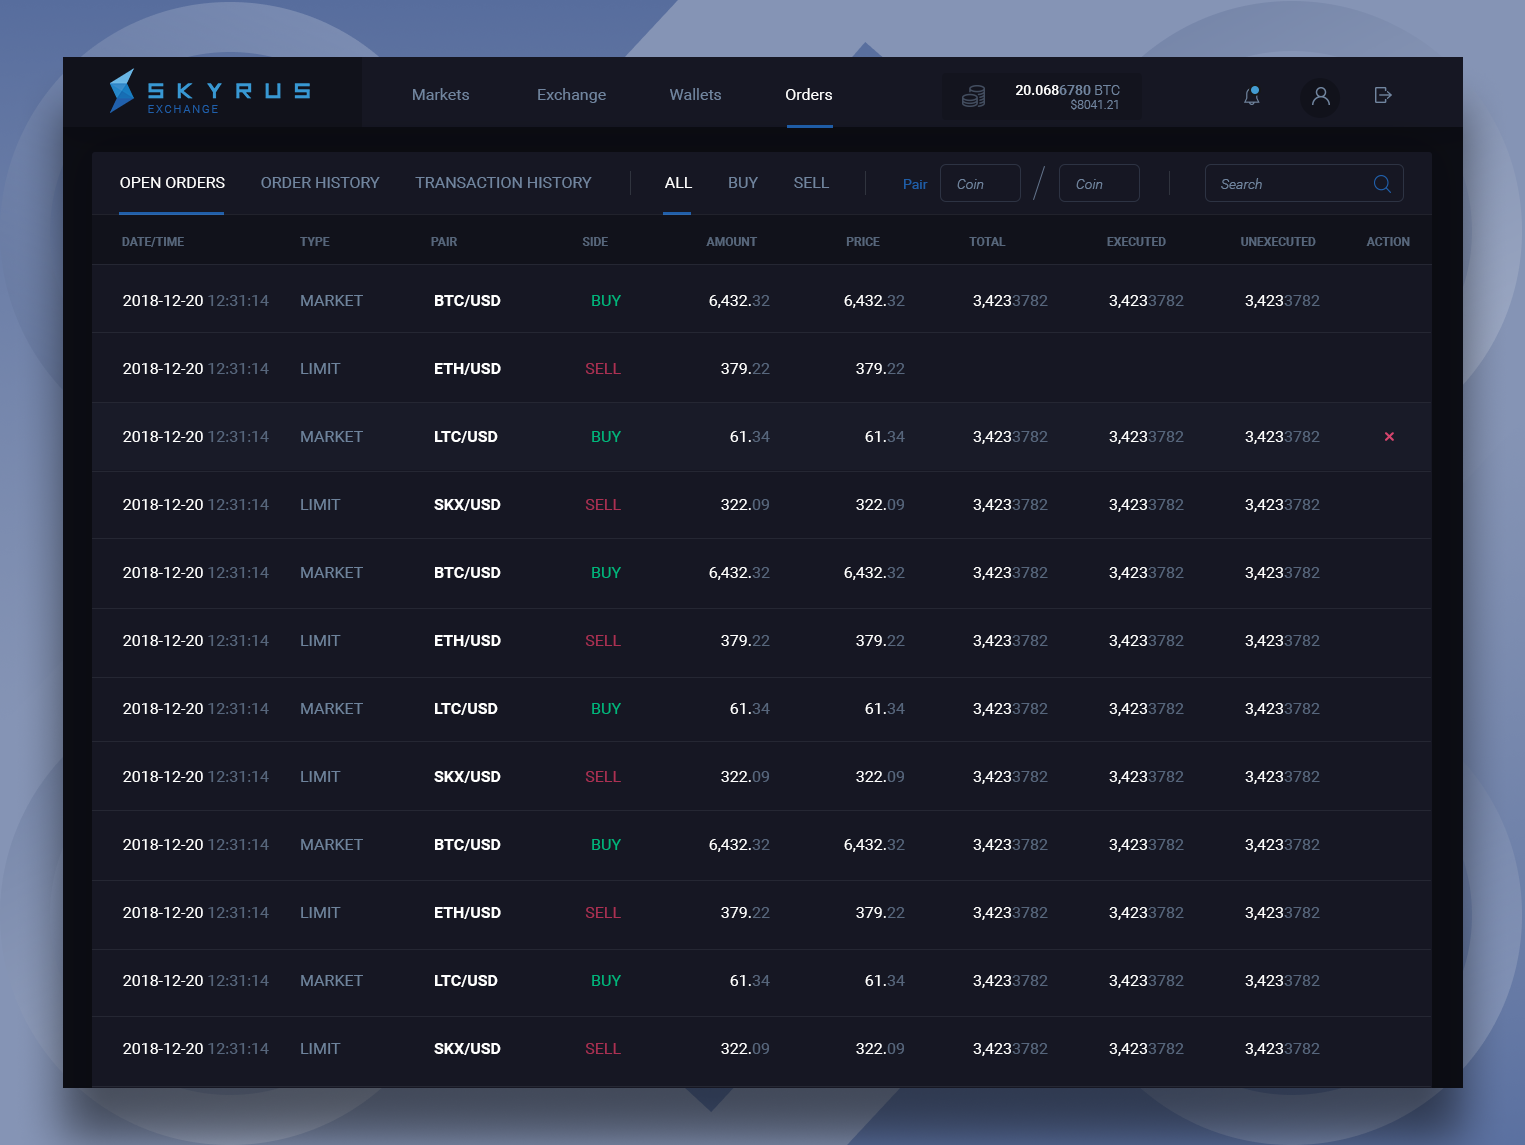 SKYRUS
EXCHANGE
Markets Exchange Wallets Orders
20.0686780 BTC
$8041.21
OPEN ORDERS ORDER HISTORY TRANSACTION HISTORY ALL BUY SELL Pair Coin / Coin Search
DATE/TIME TYPE PAIR SIDE AMOUNT PRICE TOTAL EXECUTED UNEXECUTED ACTION
2018-12-20 12:31:14 MARKET BTC/USD BUY 6,432.32 6,432.32 3,4233782 3,4233782 3,4233782
2018-12-20 12:31:14 LIMIT ETH/USD SELL 379.22 379.22
2018-12-20 12:31:14 MARKET LTC/USD BUY 61.34 61.34 3,4233782 3,4233782 3,4233782
2018-12-20 12:31:14 LIMIT SKX/USD SELL 322.09 322.09 3,4233782 3,4233782 3,4233782
2018-12-20 12:31:14 MARKET BTC/USD BUY 6,432.32 6,432.32 3,4233782 3,4233782 3,4233782
2018-12-20 12:31:14 LIMIT ETH/USD SELL 379.22 379.22 3,4233782 3,4233782 3,4233782
2018-12-20 12:31:14 MARKET LTC/USD BUY 61.34 61.34 3,4233782 3,4233782 3,4233782
2018-12-20 12:31:14 LIMIT SKX/USD SELL 322.09 322.09 3,4233782 3,4233782 3,4233782
2018-12-20 12:31:14 MARKET BTC/USD BUY 6,432.32 6,432.32 3,4233782 3,4233782 3,4233782
2018-12-20 12:31:14 LIMIT ETH/USD SELL 379.22 379.22 3,4233782 3,4233782 3,4233782
2018-12-20 12:31:14 MARKET LTC/USD BUY 61.34 61.34 3,4233782 3,4233782 3,4233782
2018-12-20 12:31:14 LIMIT SKX/USD SELL 322.09 322.09 3,4233782 3,4233782 3,4233782